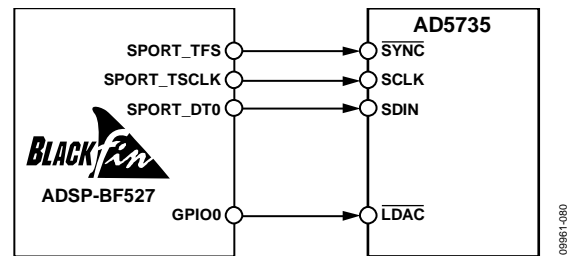 AD5735
SPORT_TFS
SYNC
SPORT_TSCLK
SCLK
SPORT_DT0
SDIN
BLACKfin
ADSP-BF527
GPIO0
LDAC
09961-080